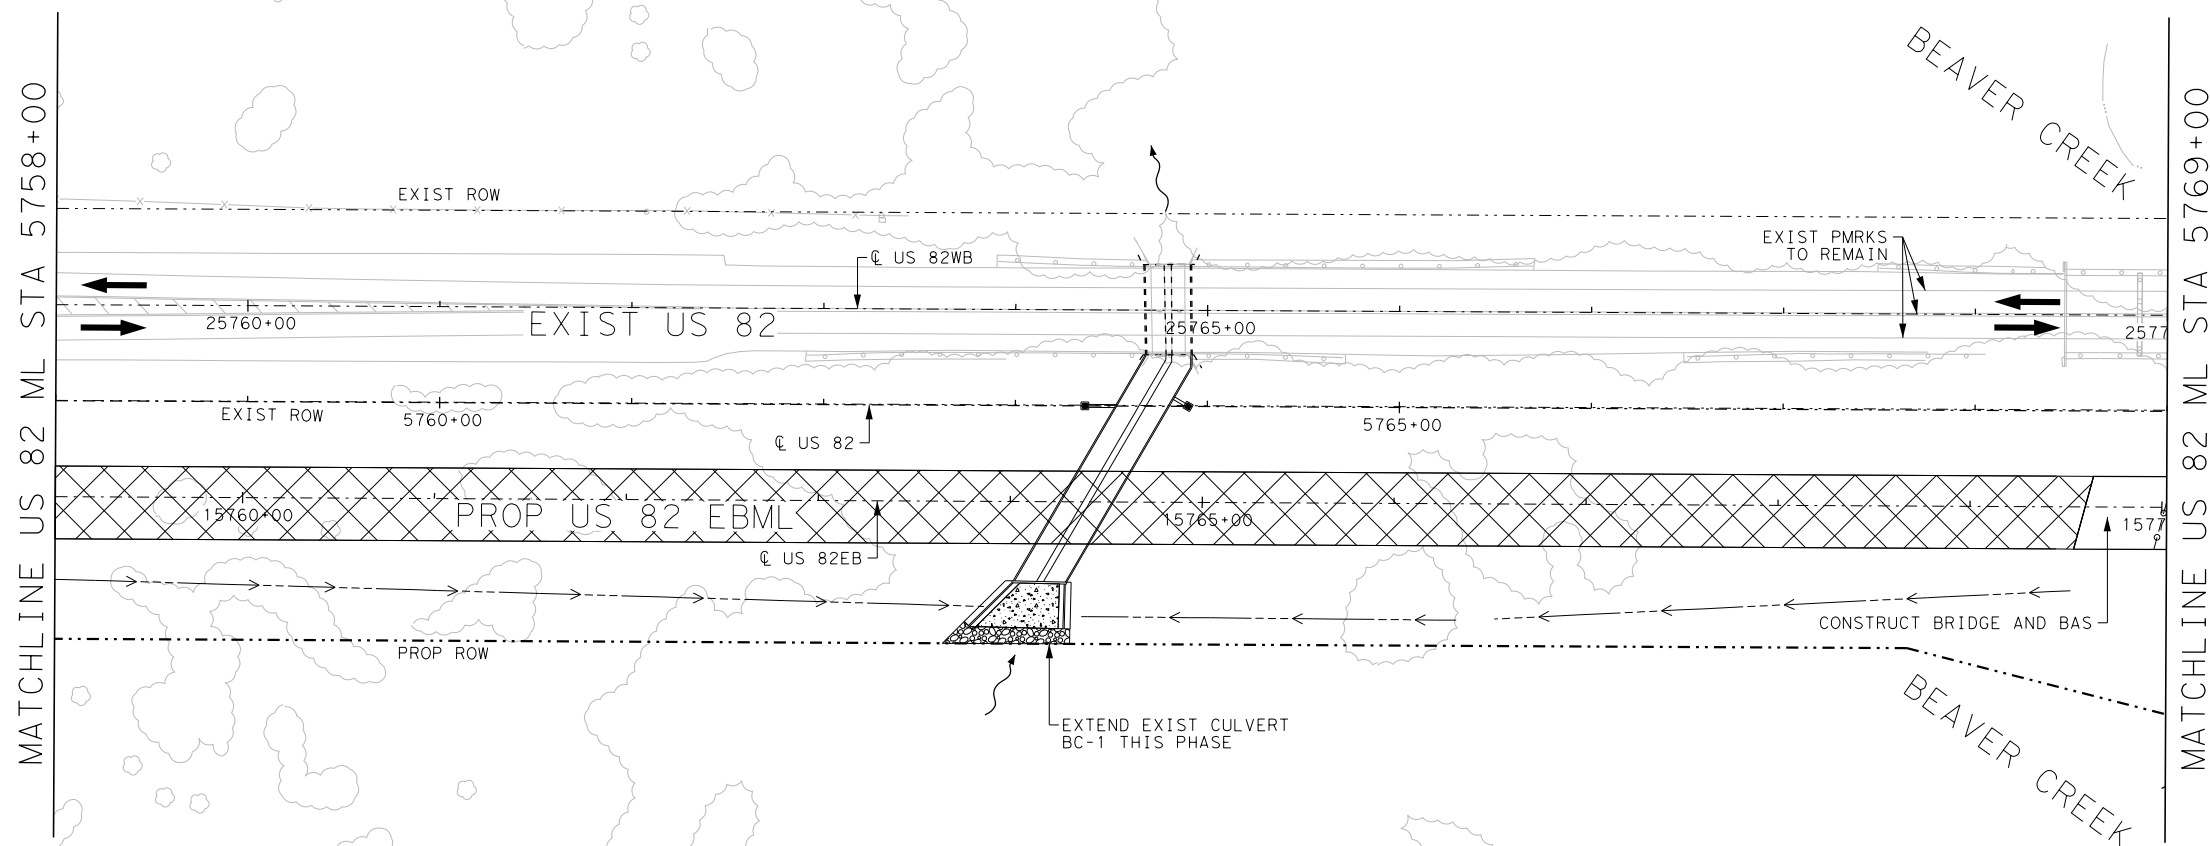 MATCHLINE US 82 ML STA 5758+00
BEAVER CREEK
EXIST ROW
EXIST PMRKS
TO REMAIN
℄ US 82WB
25760+00
EXIST US 82
25765+00
2577
EXIST ROW
5760+00
℄ US 82
5765+00
15760+00
PROP US 82 EBML
15765+00
1577
℄ US 82EB
CONSTRUCT BRIDGE AND BAS
PROP ROW
EXTEND EXIST CULVERT
BC-1 THIS PHASE
BEAVER CREEK
MATCHLINE US 82 ML STA 5769+00